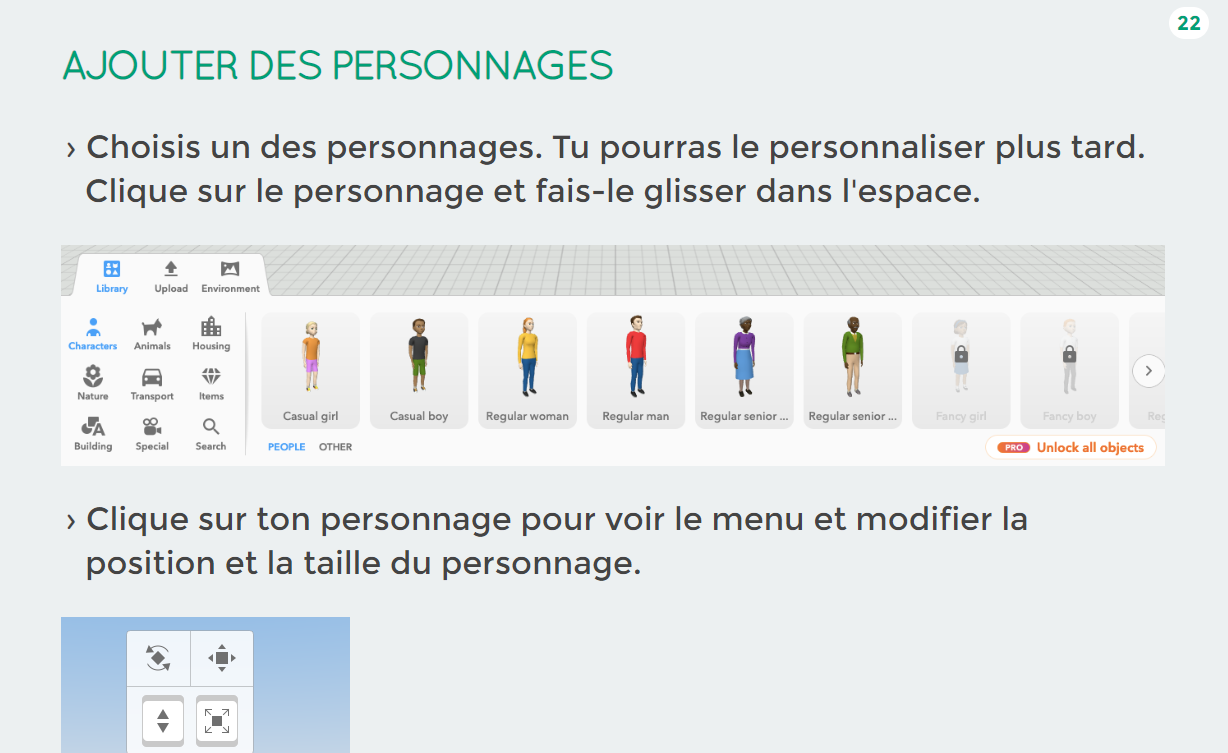 22
AJOUTER DES PERSONNAGES
› Choisis un des personnages. Tu pourras le personnaliser plus tard.
Clique sur le personnage et fais-le glisser dans l'espace.
Library Upload Environment
Characters Animals Housing
Nature Transport Items
Building Special Search
Casual girl Casual boy Regular woman Regular man Regular senior ... Regular senior ... Fancy girl Fancy boy
PEOPLE OTHER
PRO Unlock all objects
› Clique sur ton personnage pour voir le menu et modifier la
position et la taille du personnage.